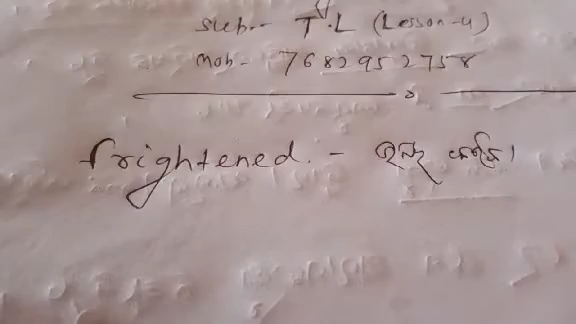 Sub:- T.L (Lesson-4)
Mob- 7682952758
frightened. -